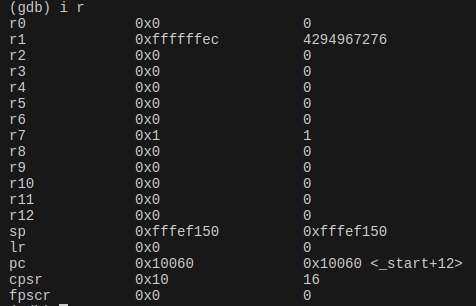 (gdb) i r
r0 0x0 0
r1 0xffffffec 4294967276
r2 0x0 0
r3 0x0 0
r4 0x0 0
r5 0x0 0
r6 0x0 0
r7 0x1 1
r8 0x0 0
r9 0x0 0
r10 0x0 0
r11 0x0 0
r12 0x0 0
sp 0xfffef150 0xfffef150
lr 0x0 0
pc 0x10060 0x10060 <_start+12>
cpsr 0x10 16
fpscr 0x0 0